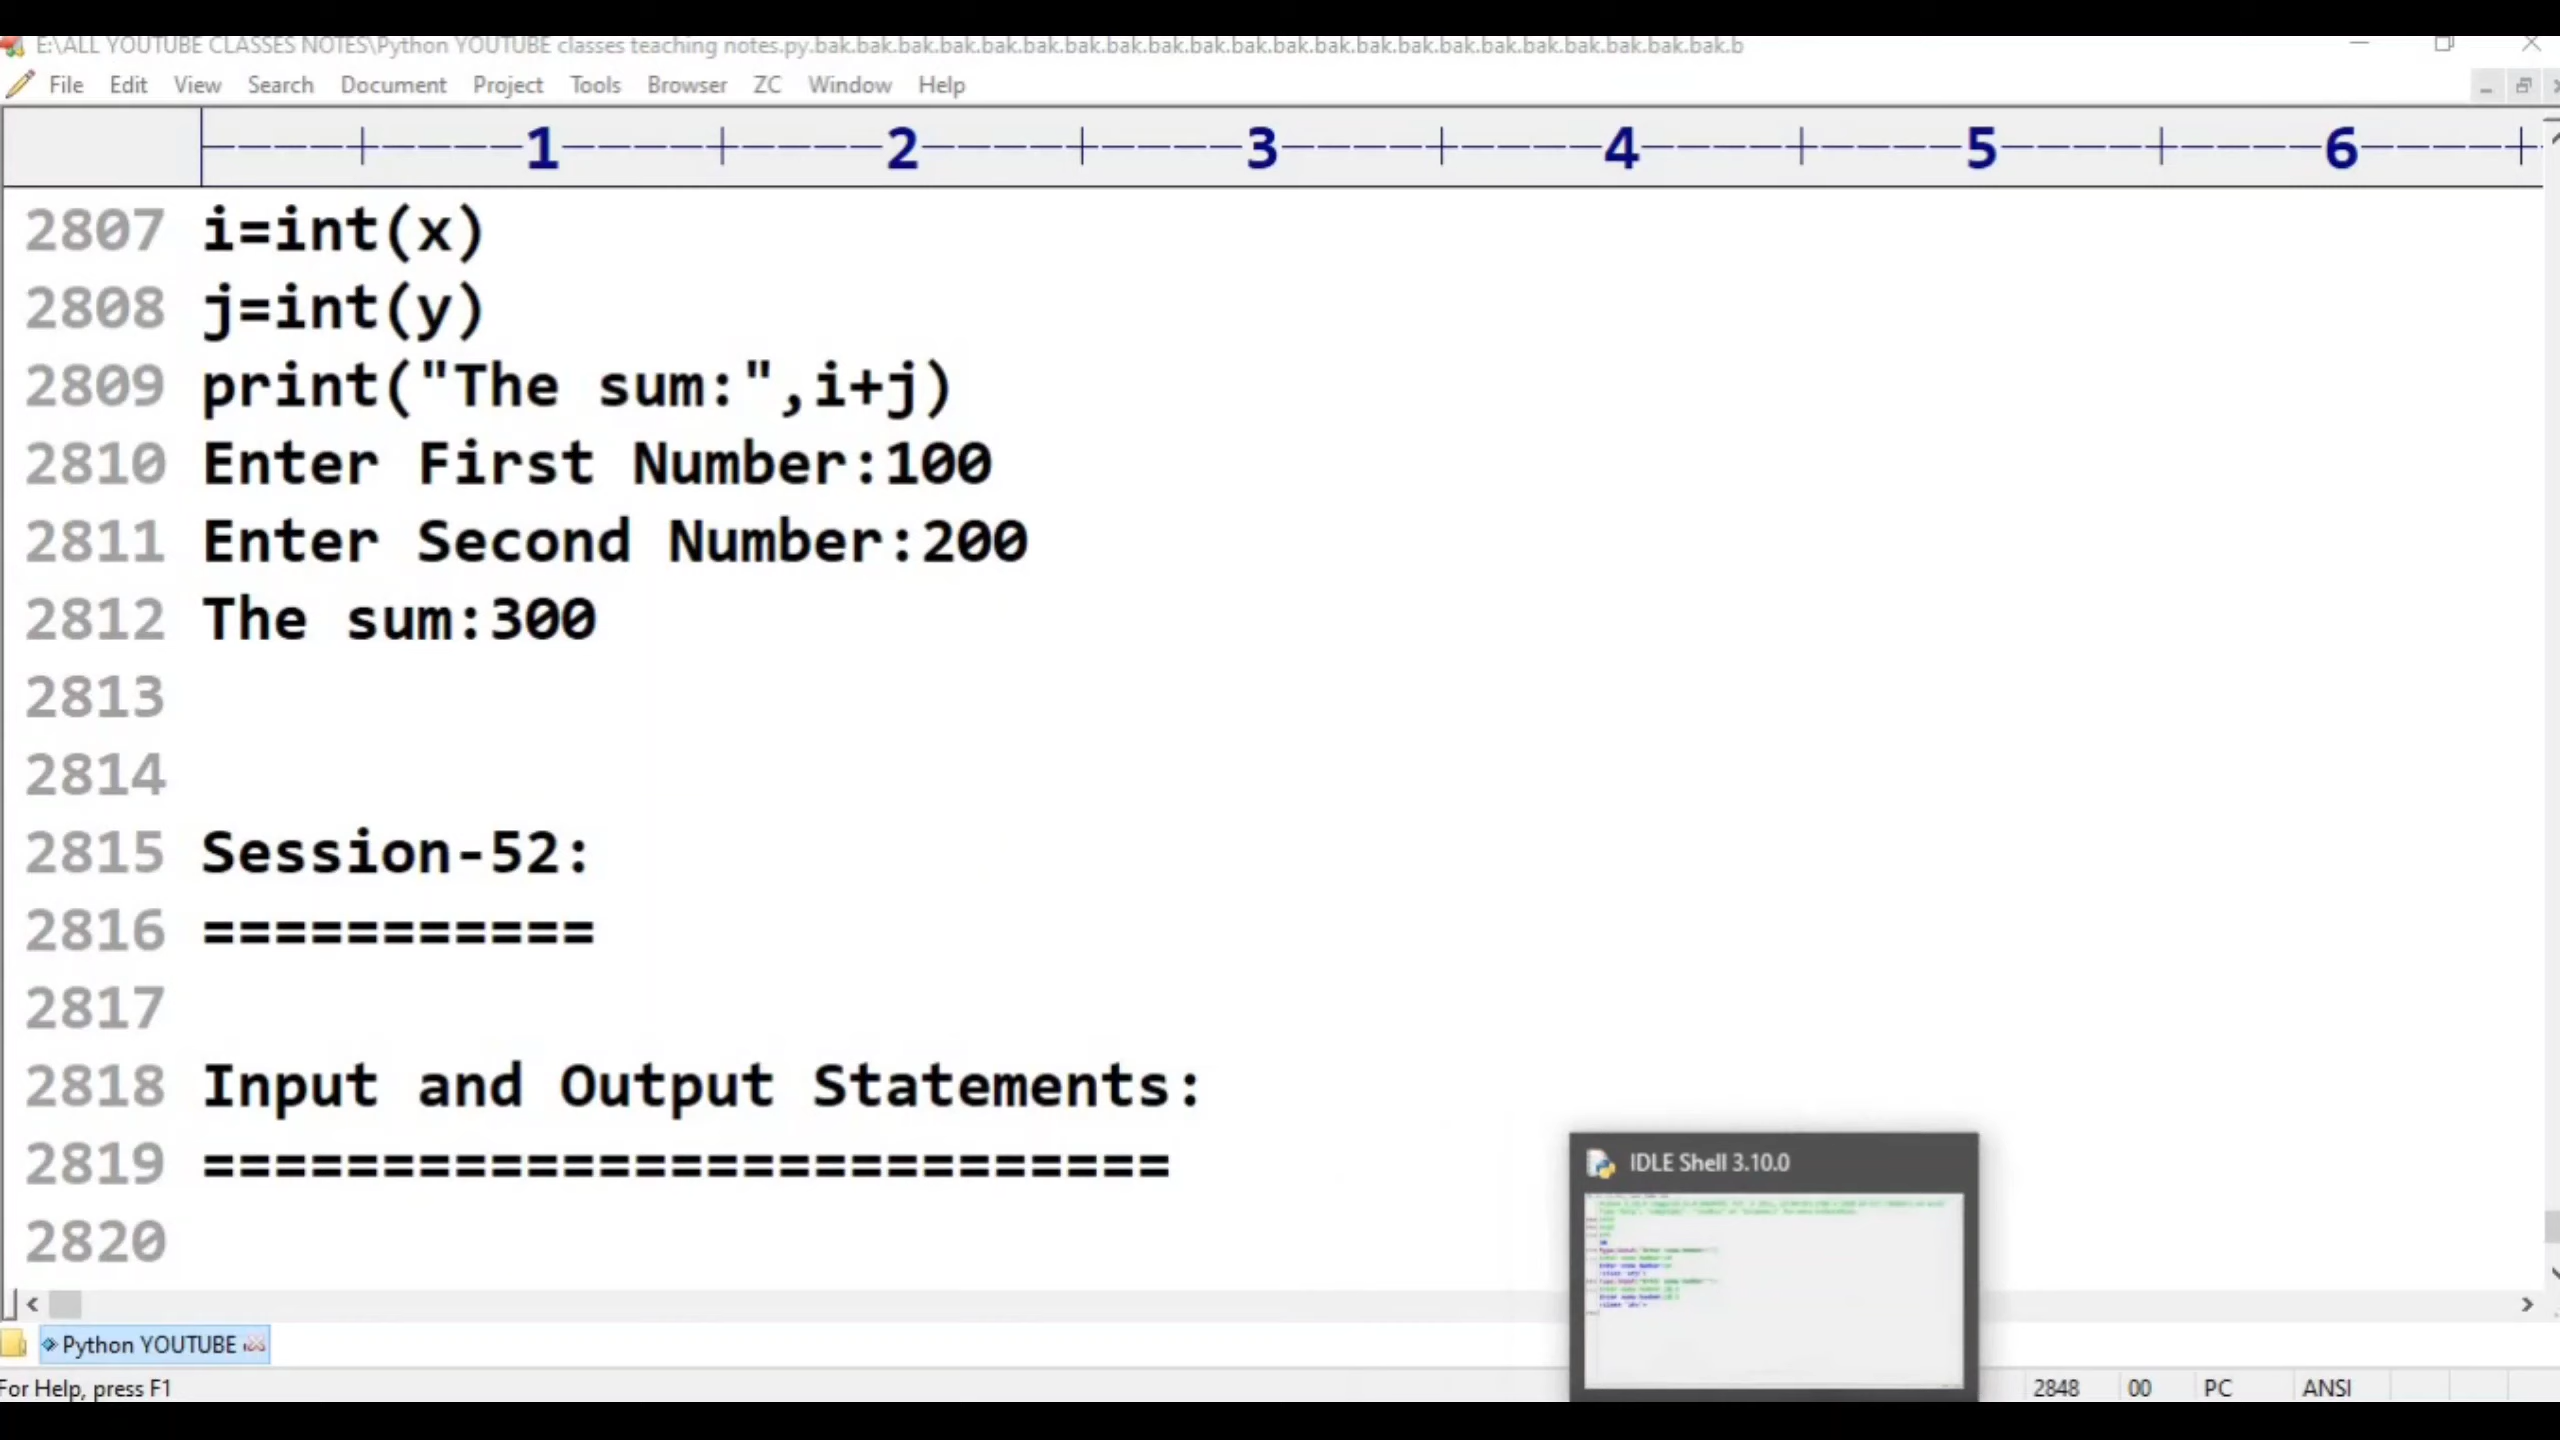 E:\ALL YOUTUBE CLASSES NOTES\Python YOUTUBE classes teaching notes.py.bak.bak.bak.bak.bak.bak.bak.bak.bak.bak.bak.bak.bak.bak.bak.bak.bak.bak.bak.bak.bak.bak.b
File Edit View Search Document Project Tools Browser ZC Window Help
1 2 3 4 5 6
2807 i=int(x)
2808 j=int(y)
2809 print("The sum:",i+j)
2810 Enter First Number:100
2811 Enter Second Number:200
2812 The sum:300
2813
2814
2815 Session-52:
2816 ===========
2817
2818 Input and Output Statements:
2819 ===========================
2820
IDLE Shell 3.10.0
Python YOUTUBE
For Help, press F1
2848 00 PC ANSI